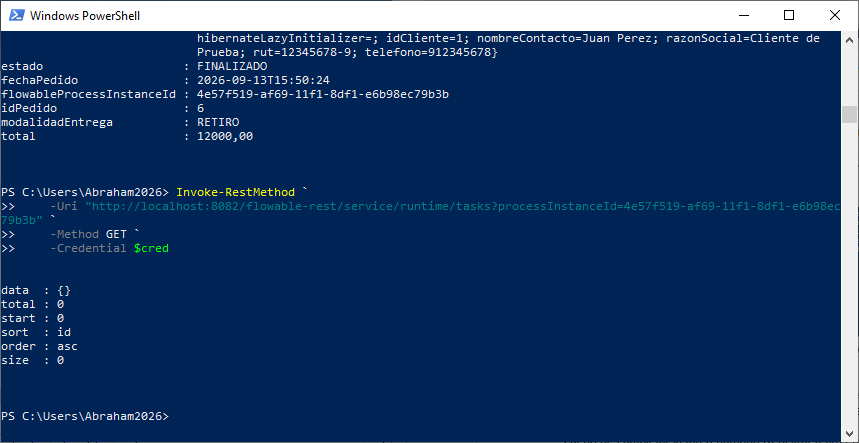 Windows PowerShell
hibernateLazyInitializer=; idCliente=1; nombreContacto=Juan Perez; razonSocial=Cliente de
Prueba; rut=12345678-9; telefono=912345678}
estado                      : FINALIZADO
fechaPedido                 : 2026-09-13T15:50:24
flowableProcessInstanceId : 4e57f519-af69-11f1-8df1-e6b98ec79b3b
idPedido                    : 6
modalidadEntrega            : RETIRO
total                       : 12000,00
PS C:\Users\Abraham2026> Invoke-RestMethod `
>>     -Uri "http://localhost:8082/flowable-rest/service/runtime/tasks?processInstanceId=4e57f519-af69-11f1-8df1-e6b98ec
79b3b" `
>>     -Method GET `
>>     -Credential $cred
data  : {}
total : 0
start : 0
sort  : id
order : asc
size  : 0
PS C:\Users\Abraham2026>